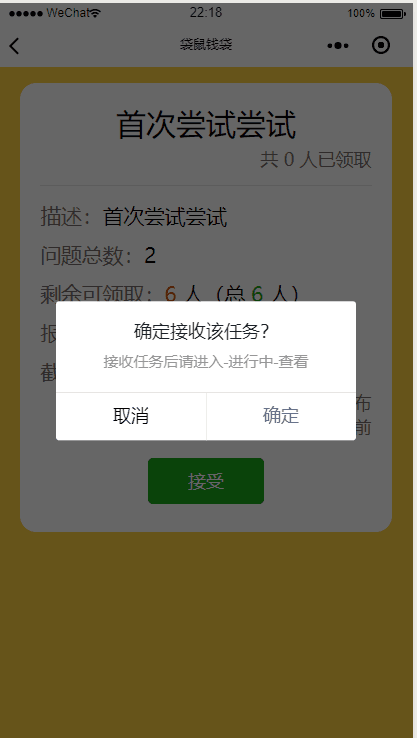 WeChat 22:18 100%
袋鼠钱袋
首次尝试尝试
共 0 人已领取
描述：首次尝试尝试
问题总数：2
剩余可领取：6 人（总 6 人）
报
截
确定接收该任务？
接收任务后请进入-进行中-查看
取消 确定
布
前
接受